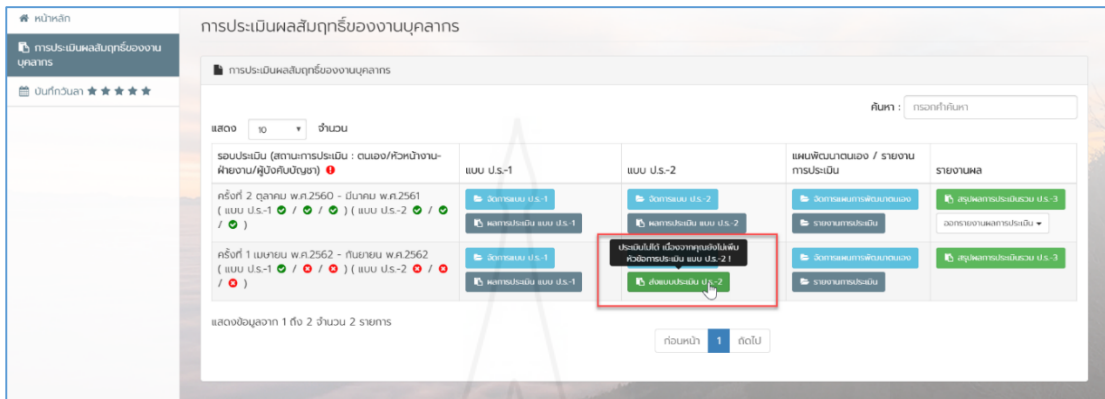 หน้าหลัก
การประเมินผลสัมฤทธิ์ของงาน
บุคลากร
บันทึกวันลา ★ ★ ★ ★ ★
การประเมินผลสัมฤทธิ์ของงานบุคลากร
การประเมินผลสัมฤทธิ์ของงานบุคลากร
ค้นหา : กรอกคำค้นหา
แสดง 10 จำนวน
รอบประเมิน (สถานะการประเมิน : ตนเอง/หัวหน้างาน-
ฝ่ายงาน/ผู้บังคับบัญชา)
แบบ ป.ส.-1
แบบ ป.ส.-2
แผนพัฒนาตนเอง / รายงาน
การประเมิน
รายงานผล
ครั้งที่ 2 ตุลาคม พ.ศ.2560 - มีนาคม พ.ศ.2561
( แบบ ป.ส.-1 / / ) ( แบบ ป.ส.-2 /
/ )
จัดการแบบ ป.ส.-1
ผลการประเมิน แบบ ป.ส.-1
จัดการแบบ ป.ส.-2
ผลการประเมิน แบบ ป.ส.-2
จัดการแผนการพัฒนาตนเอง
รายงานการประเมิน
สรุปผลการประเมินรวม ป.ส.-3
ออกรายงานผลการประเมิน
ครั้งที่ 1 เมษายน พ.ศ.2562 - กันยายน พ.ศ.2562
( แบบ ป.ส.-1 / / ) ( แบบ ป.ส.-2 /
/ )
จัดการแบบ ป.ส.-1
ผลการประเมิน แบบ ป.ส.-1
ประเมินไม่ได้ เนื่องจากคุณยังไม่เพิ่ม
หัวข้อการประเมิน แบบ ป.ส.-2 !
ส่งแบบประเมิน ป.ส.-2
จัดการแผนการพัฒนาตนเอง
รายงานการประเมิน
สรุปผลการประเมินรวม ป.ส.-3
แสดงข้อมูลจาก 1 ถึง 2 จำนวน 2 รายการ
ก่อนหน้า 1 ถัดไป